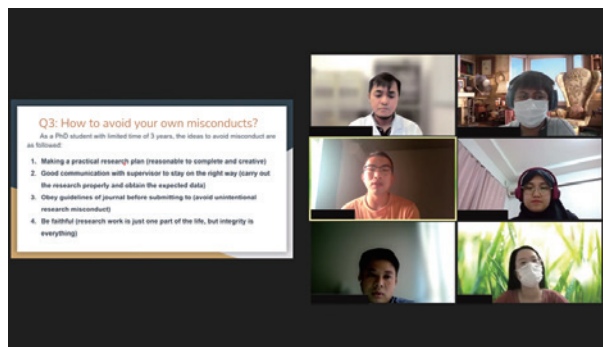 Q3: How to avoid your own misconducts?
As a PhD student with limited time of 3 years, the ideas to avoid misconduct are
as followed:
1. Making a practical research plan (reasonable to complete and creative)
2. Good communication with supervisor to stay on the right way (carry out
the research properly and obtain the expected data)
3. Obey guidelines of journal before submitting to (avoid unintentional
research misconduct)
4. Be faithful (research work is just one part of the life, but integrity is
everything)